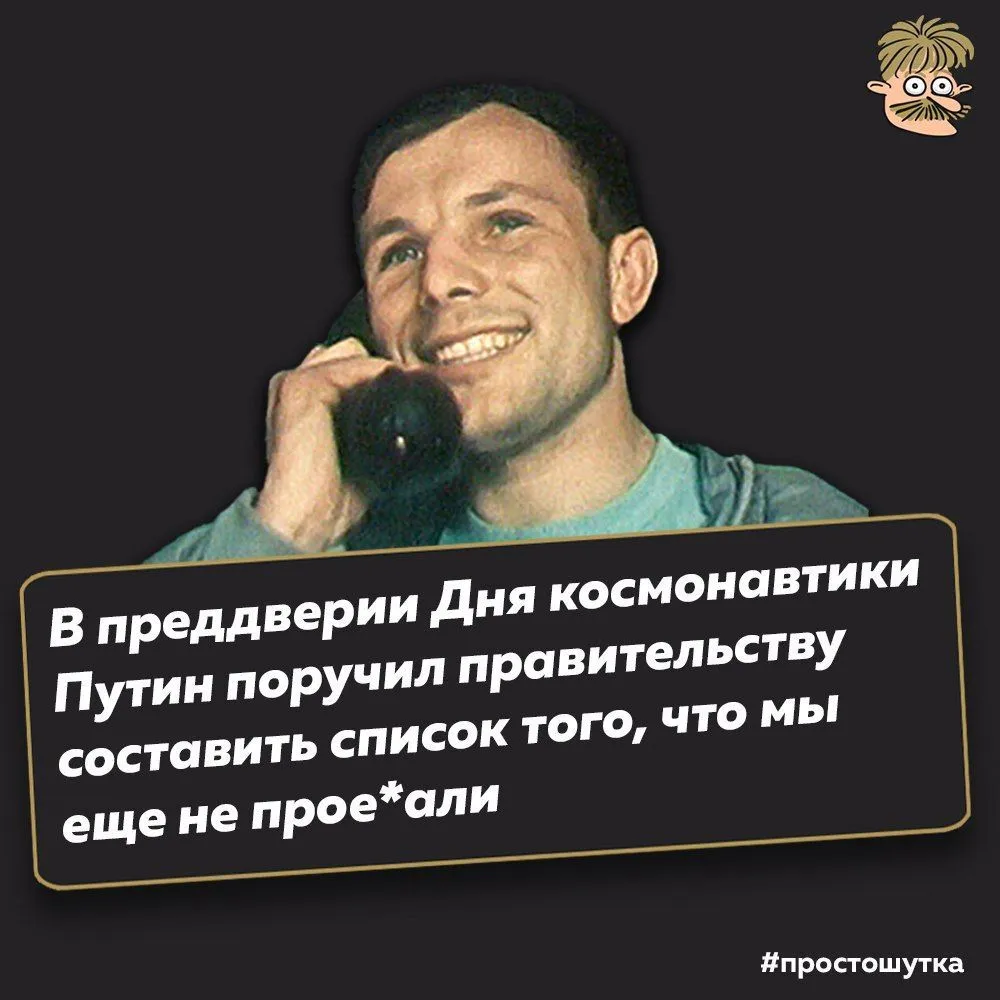 В преддверии Дня космонавтики
Путин поручил правительству
составить список того, что мы
еще не прое*али
#простошутка